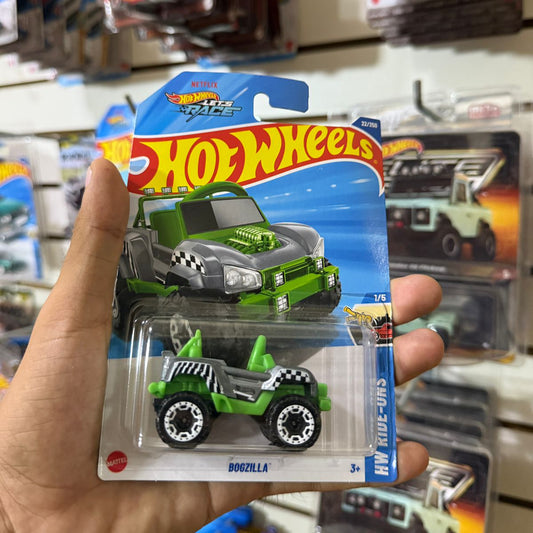 NETFLIX
HOT WHEELS
LET'S
RACE
22/250
HOT WHEELS
1/5
HW RIDE-ONS
MATTEL
BOGZILLA
3+